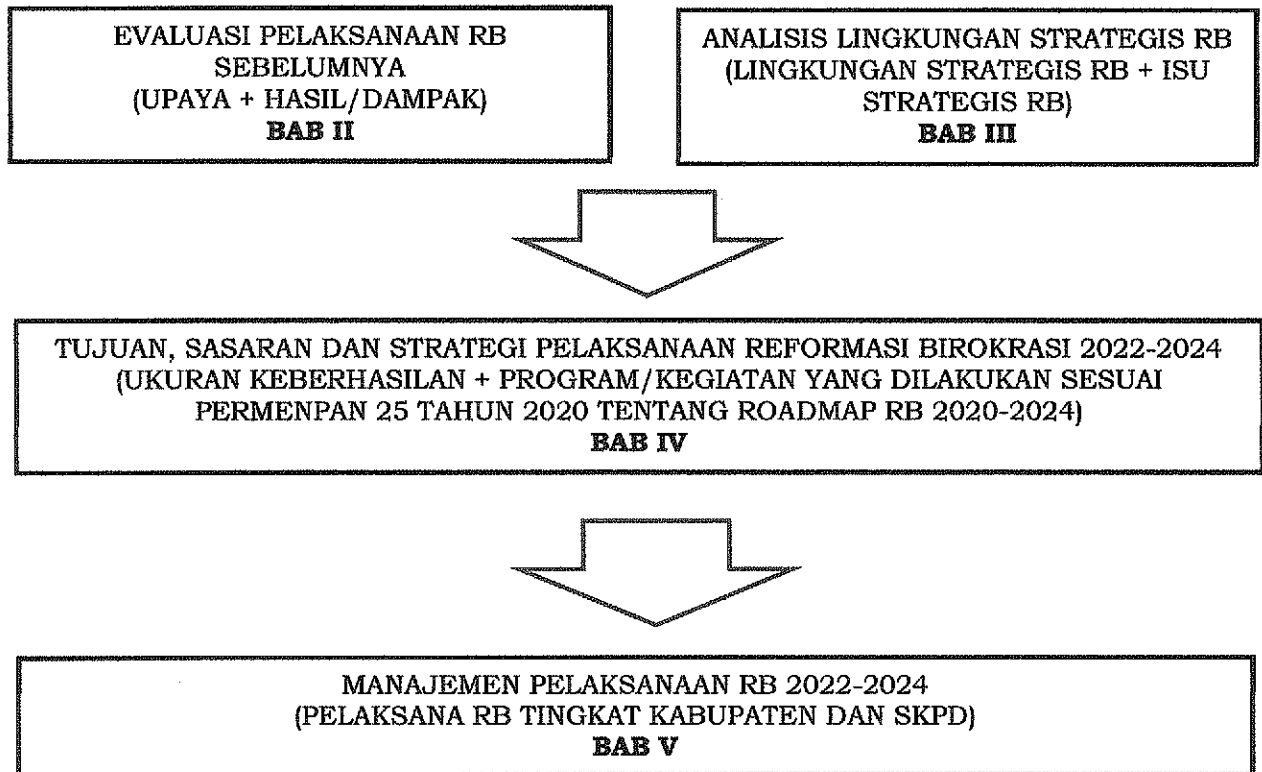 EVALUASI PELAKSANAAN RB
SEBELUMNYA
(UPAYA + HASIL/DAMPAK)
BAB II
ANALISIS LINGKUNGAN STRATEGIS RB
(LINGKUNGAN STRATEGIS RB + ISU
STRATEGIS RB)
BAB III
TUJUAN, SASARAN DAN STRATEGI PELAKSANAAN REFORMASI BIROKRASI 2022-2024
(UKURAN KEBERHASILAN + PROGRAM/KEGIATAN YANG DILAKUKAN SESUAI
PERMENPAN 25 TAHUN 2020 TENTANG ROADMAP RB 2020-2024)
BAB IV
MANAJEMEN PELAKSANAAN RB 2022-2024
(PELAKSANA RB TINGKAT KABUPATEN DAN SKPD)
BAB V